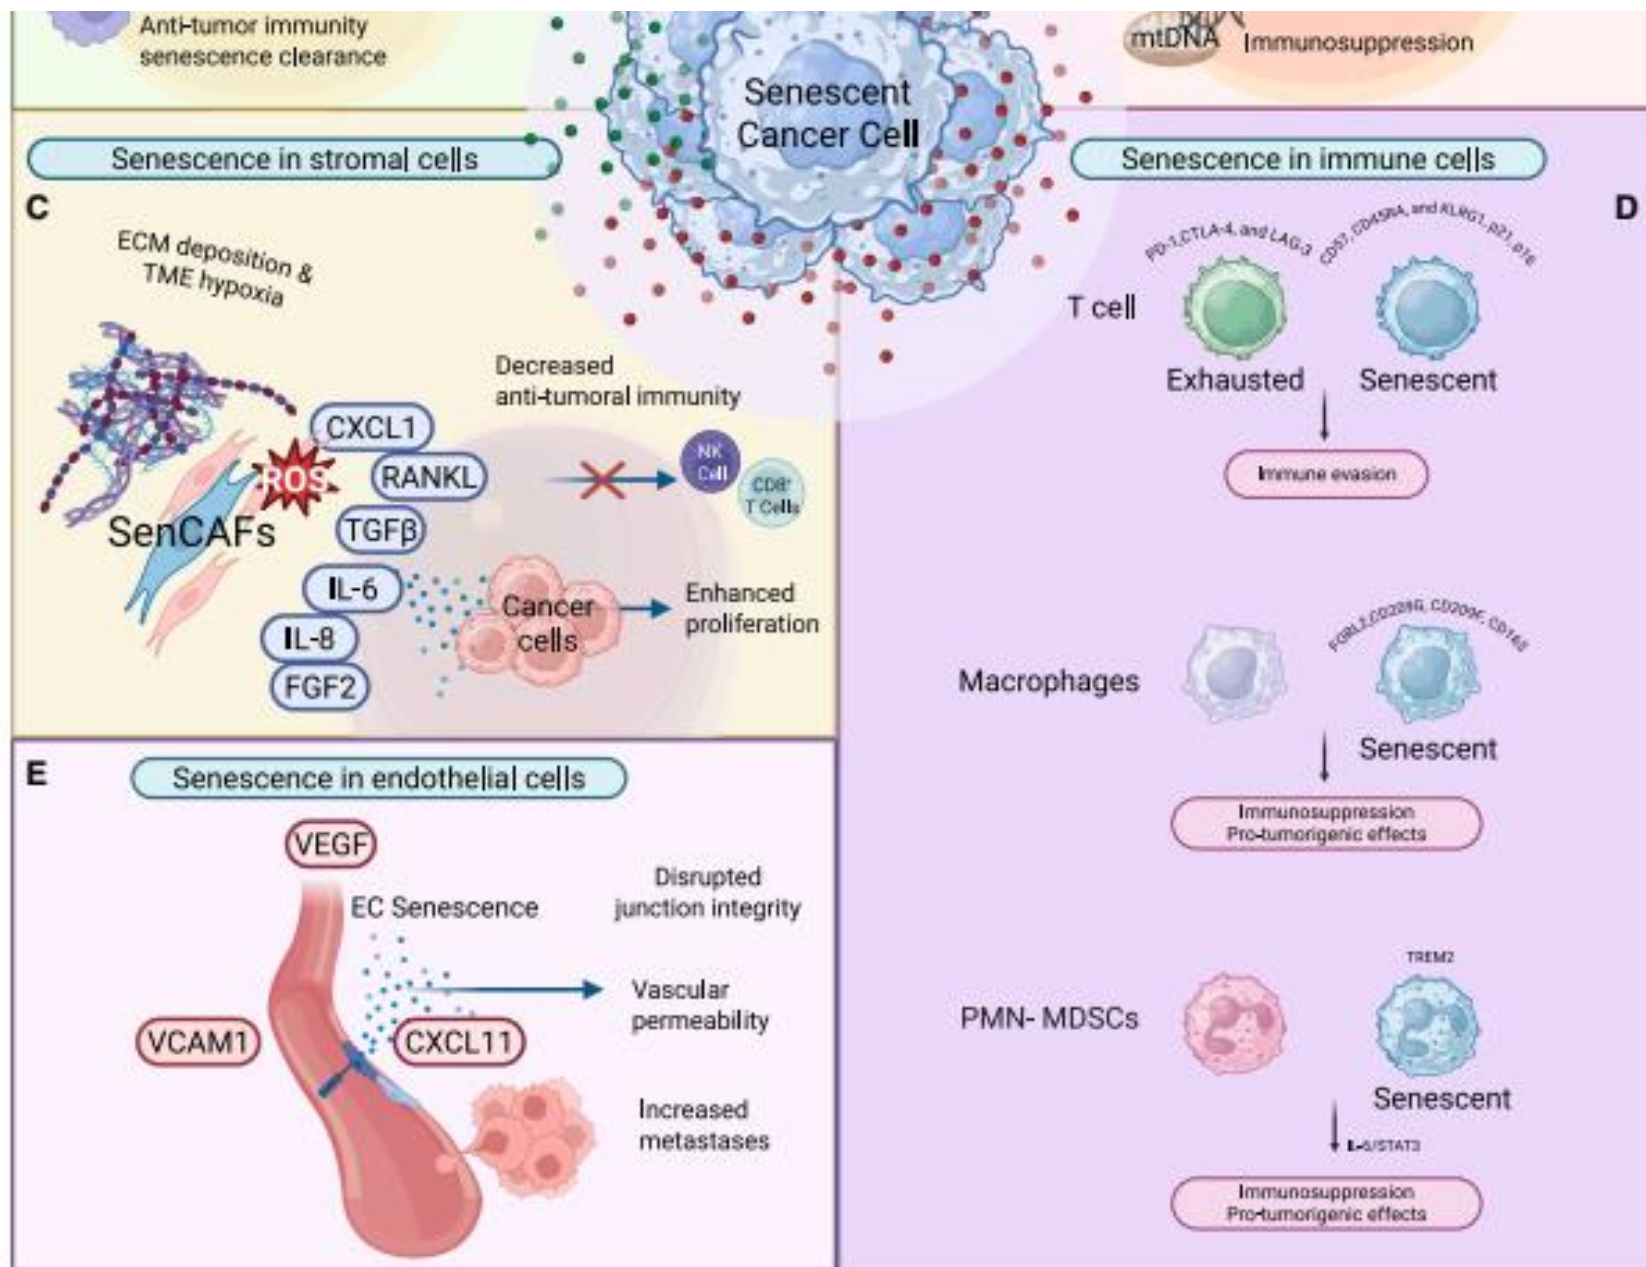 Anti-tumor immunity
senescence clearance
mtDNA
Immunosuppression
Senescent
Cancer Cell
Senescence in stromal cells
C
ECM deposition &
TME hypoxia
Decreased
anti-tumoral immunity
CXCL1
ROS
RANKL
NK
Cell
CD8+
T Cells
SenCAFs
TGFβ
IL-6
Cancer
cells
Enhanced
proliferation
IL-8
FGF2
Senescence in immune cells
D
PD-1,CTLA-4, and LAG-3
CD57, CD45RA, and KLRG1, p21, p16
T cell
Exhausted
Senescent
Immune evasion
CD209F, CD163
Macrophages
Senescent
Immunosuppression
Pro-tumorigenic effects
TREM2
PMN- MDSCs
Senescent
IL-6/STAT3
Immunosuppression
Pro-tumorigenic effects
E
Senescence in endothelial cells
VEGF
EC Senescence
Disrupted
junction integrity
Vascular
permeability
VCAM1
CXCL11
Increased
metastases